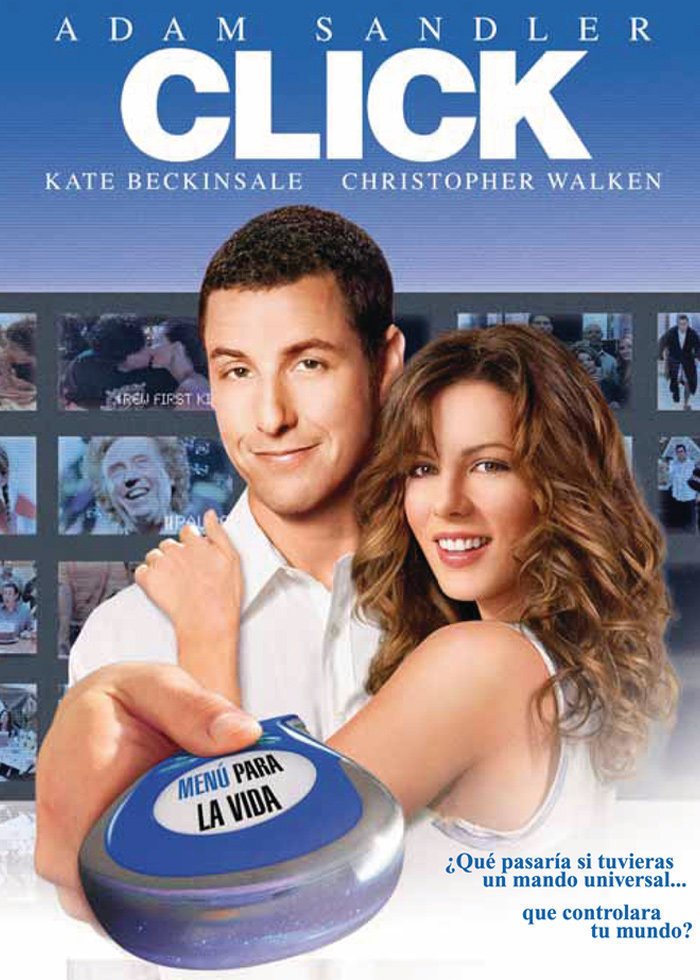 ADAM SANDLER
CLICK
KATE BECKINSALE CHRISTOPHER WALKEN
FIRST
MENÚ PARA
LA VIDA
¿Qué pasaría si tuvieras
un mando universal...
que controlara
tu mundo?